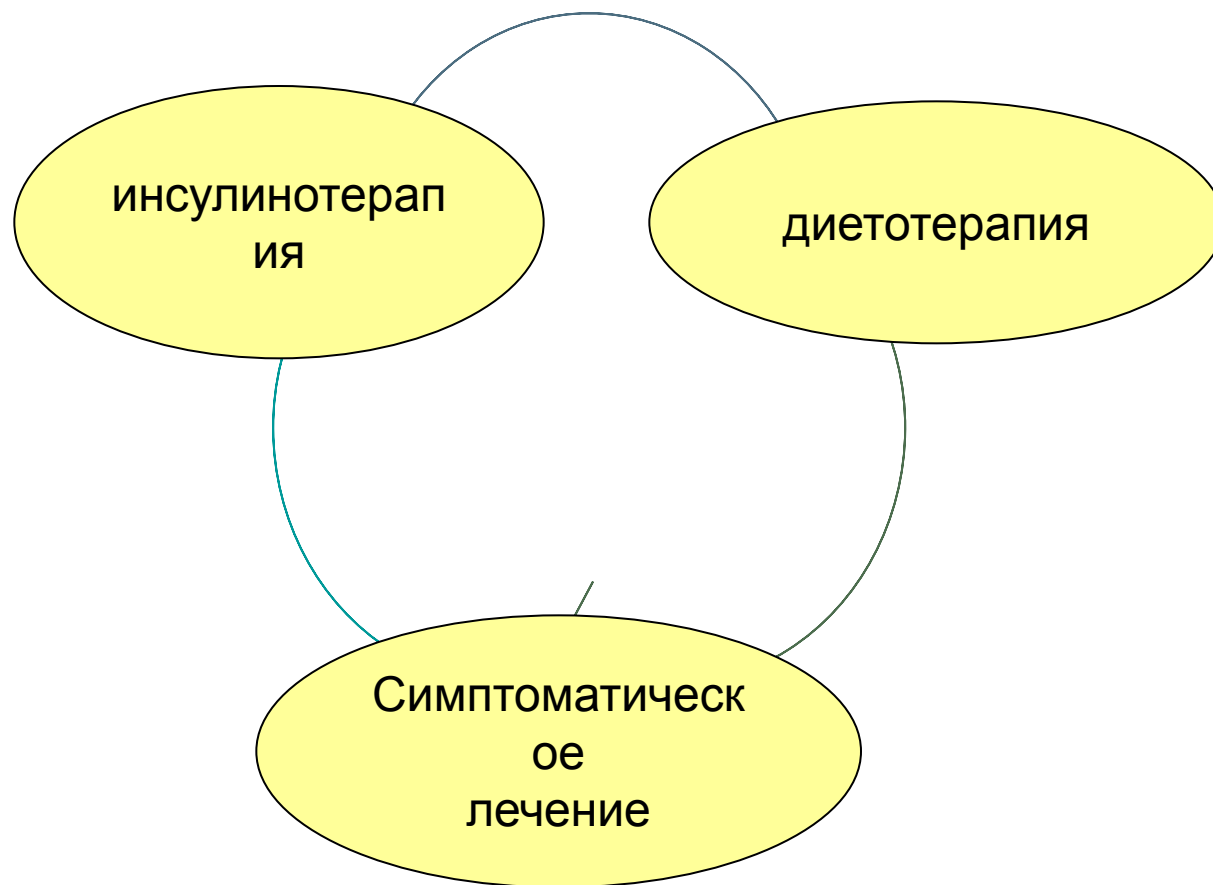 инсулинотерап
ия
диетотерапия
Симптоматическ
ое
лечение